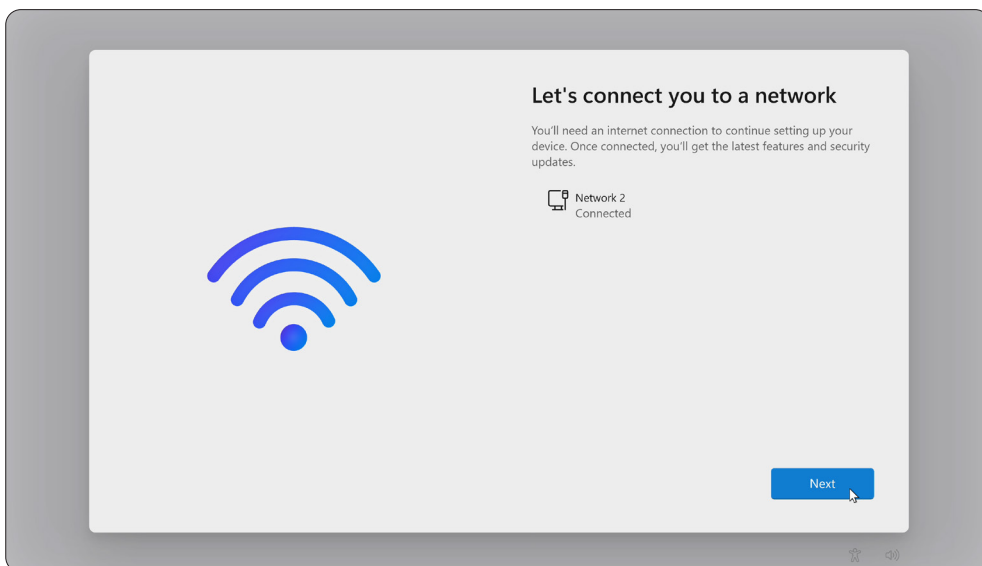 Let's connect you to a network
You'll need an internet connection to continue setting up your
device. Once connected, you'll get the latest features and security
updates.
Network 2
Connected
Next